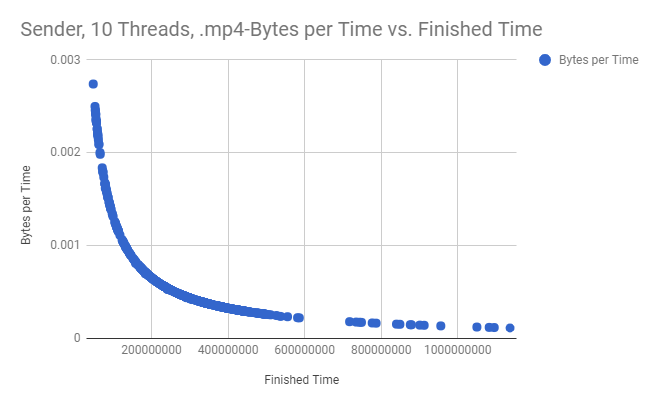 Sender, 10 Threads, .mp4-Bytes per Time vs. Finished Time
Bytes per Time
0.003
0.002
0.001
0
Bytes per Time
200000000 400000000 600000000 800000000 1000000000
Finished Time